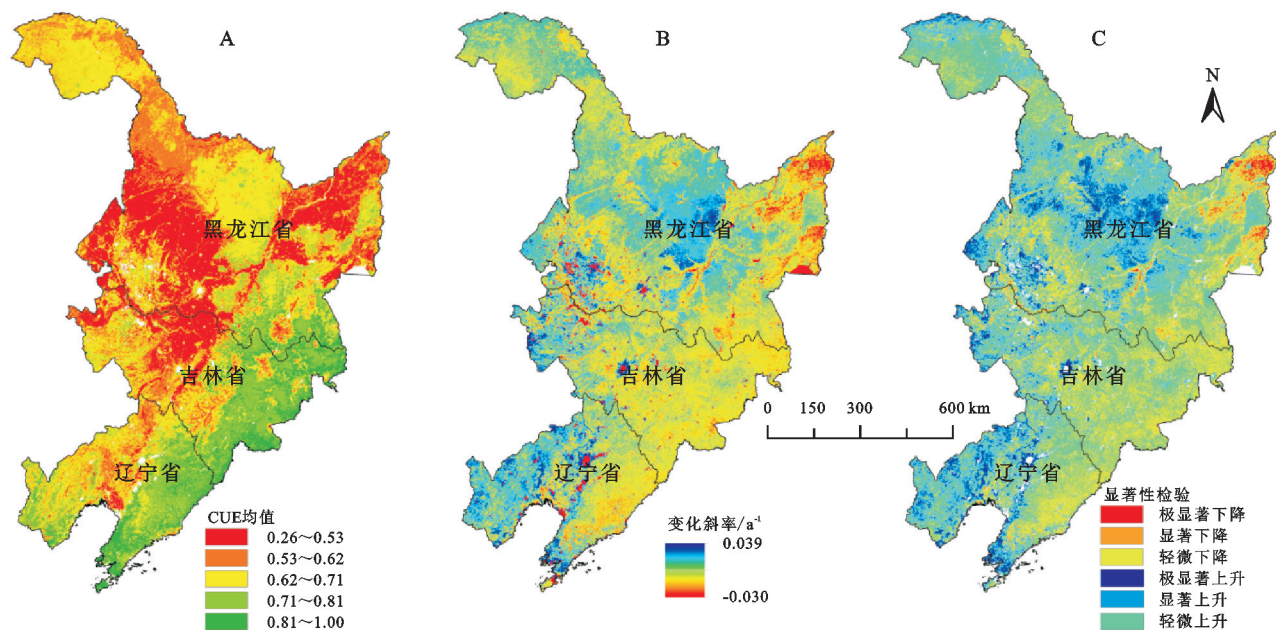 A
黑龙江省
吉林省
辽宁省
CUE均值
0.26～0.53
0.53～0.62
0.62～0.71
0.71～0.81
0.81～1.00
B
黑龙江省
吉林省
辽宁省
变化斜率/a⁻¹
0.039
-0.030
0 150 300 600 km
C
N
黑龙江省
吉林省
辽宁省
显著性检验
极显著下降
显著下降
轻微下降
极显著上升
显著上升
轻微上升